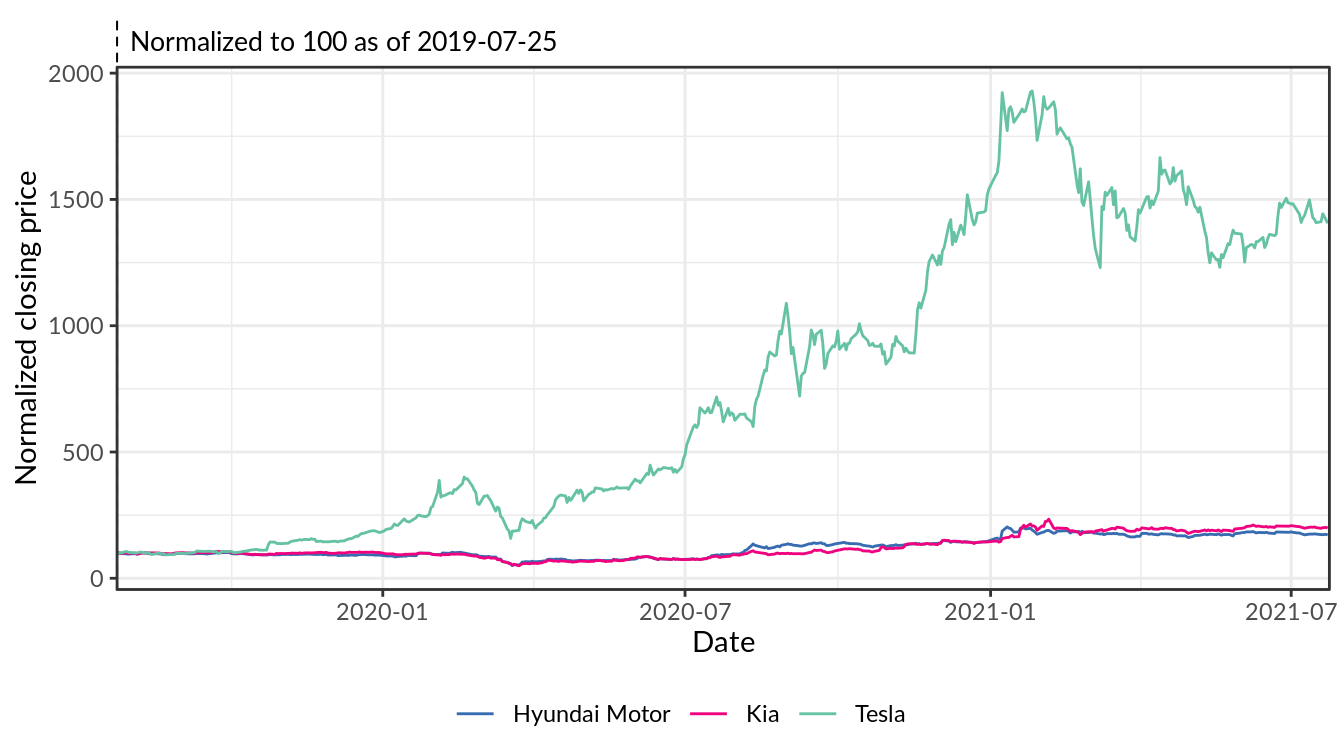 Normalized to 100 as of 2019-07-25
2000
1500
1000
500
0
Normalized closing price
2020-01
2020-07
2021-01
2021-07
Date
Hyundai Motor
Kia
Tesla